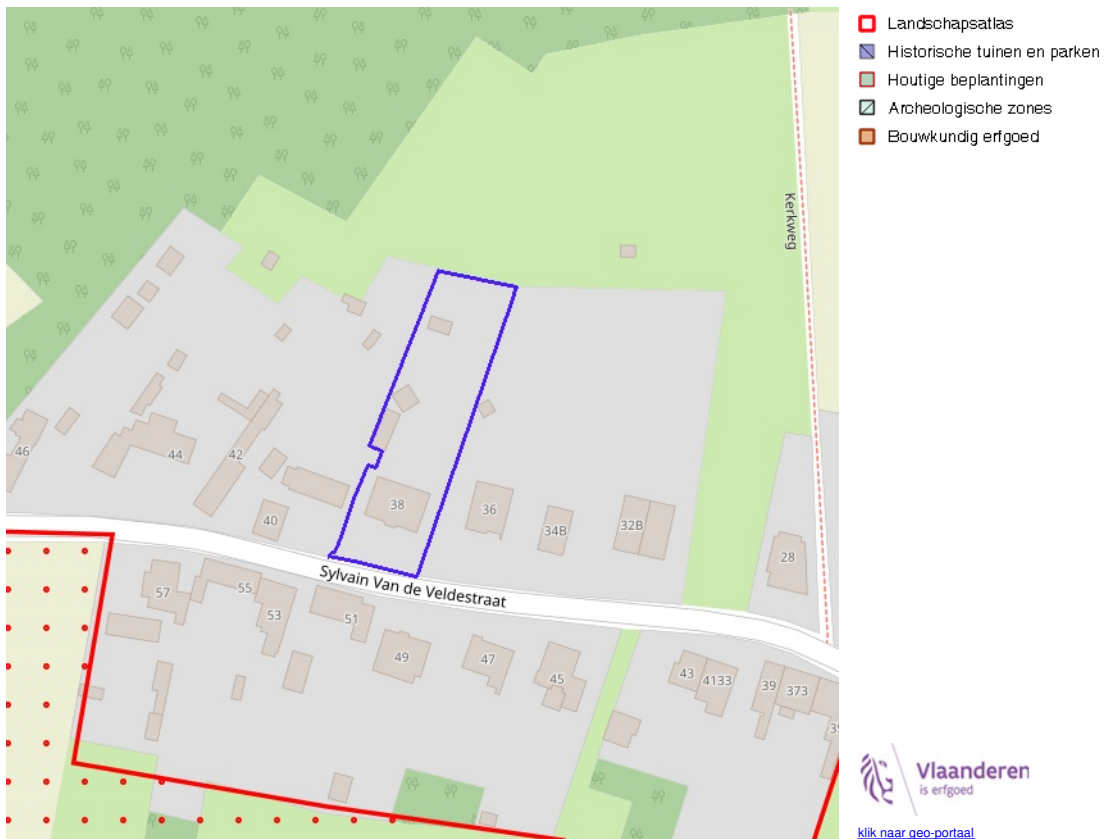 Landschapsatlas
Historische tuinen en parken
Houtige beplantingen
Archeologische zones
Bouwkundig erfgoed
Kerkweg
46
44
42
40
38
36
34B
32B
28
Sylvain Van de Veldestraat
57
55
53
51
49
47
45
43
4133
39
373
35
Vlaanderen
is erfgoed
klik naar geo-portaal